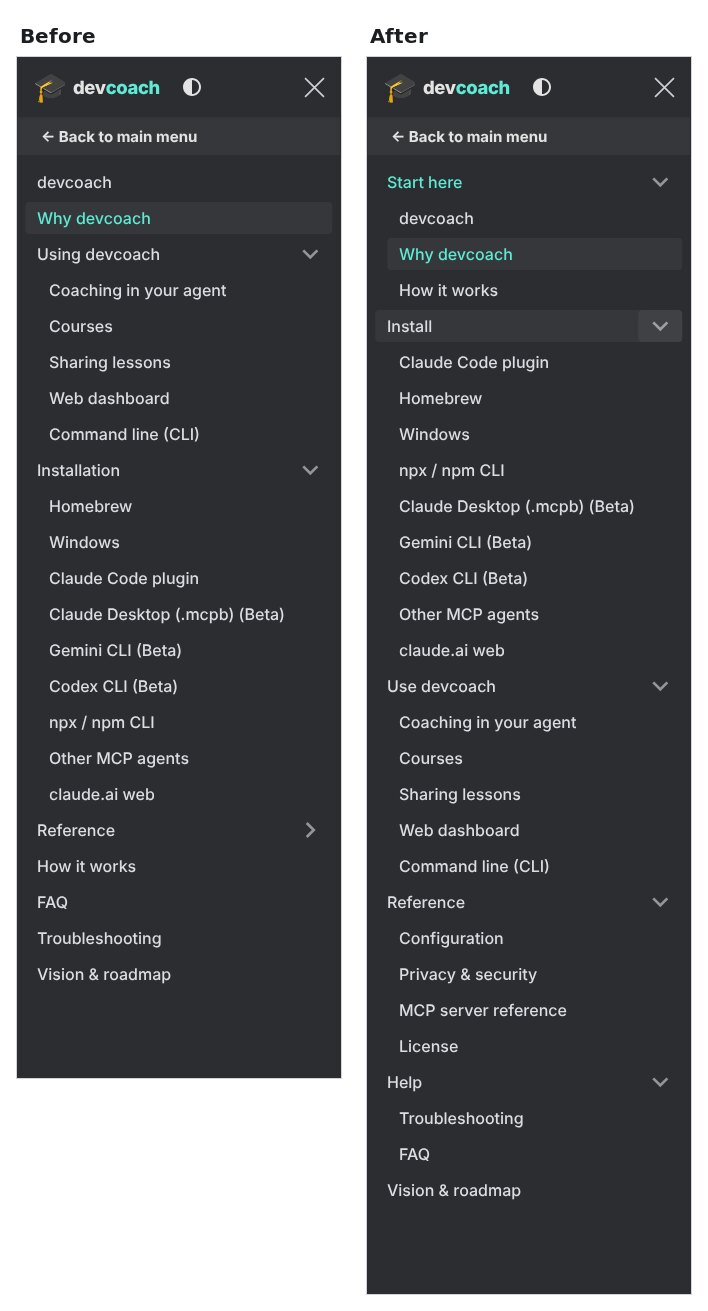 Before
devcoach
← Back to main menu
devcoach
Why devcoach
Using devcoach
Coaching in your agent
Courses
Sharing lessons
Web dashboard
Command line (CLI)
Installation
Homebrew
Windows
Claude Code plugin
Claude Desktop (.mcpb) (Beta)
Gemini CLI (Beta)
Codex CLI (Beta)
npx / npm CLI
Other MCP agents
claude.ai web
Reference
How it works
FAQ
Troubleshooting
Vision & roadmap
After
devcoach
← Back to main menu
Start here
devcoach
Why devcoach
How it works
Install
Claude Code plugin
Homebrew
Windows
npx / npm CLI
Claude Desktop (.mcpb) (Beta)
Gemini CLI (Beta)
Codex CLI (Beta)
Other MCP agents
claude.ai web
Use devcoach
Coaching in your agent
Courses
Sharing lessons
Web dashboard
Command line (CLI)
Reference
Configuration
Privacy & security
MCP server reference
License
Help
Troubleshooting
FAQ
Vision & roadmap